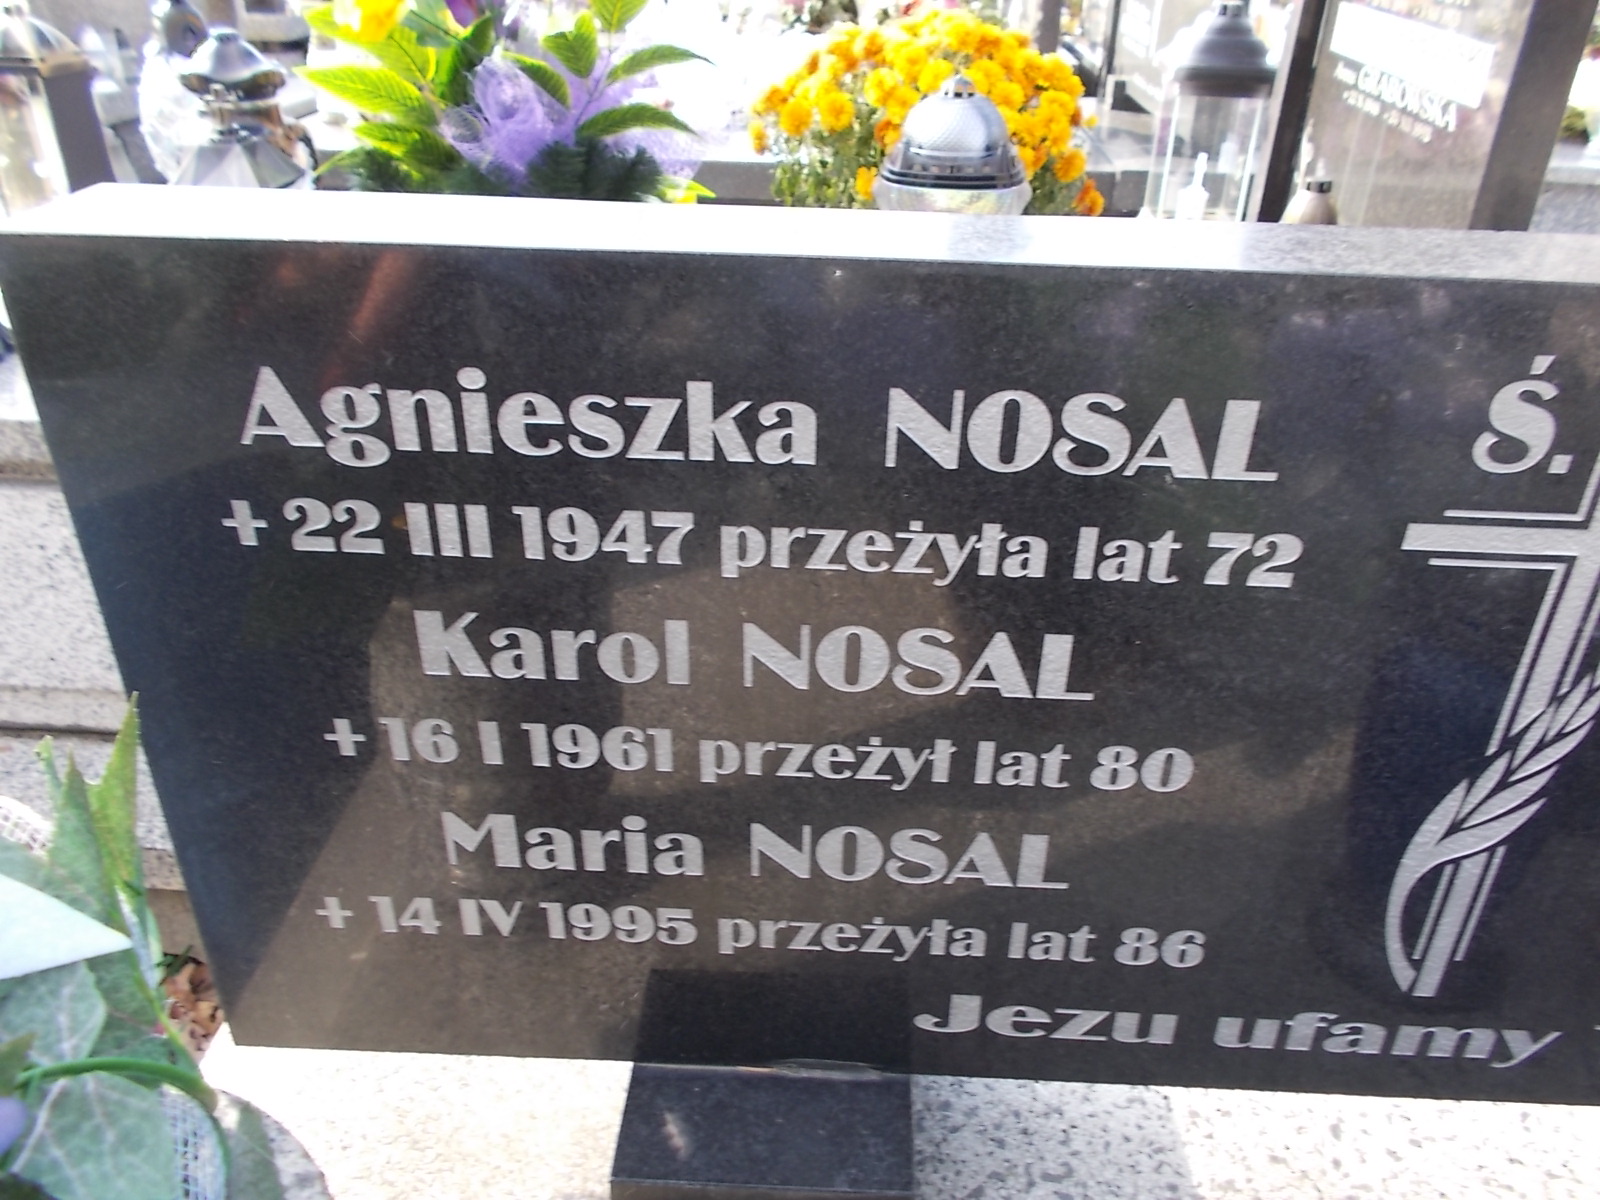 GRABOWSKA
Agnieszka NOSAL
+ 22 III 1947 przeżyła lat 72
Karol NOSAL
+ 16 I 1961 przeżył lat 80
Maria NOSAL
+ 14 IV 1995 przeżyła lat 86
Ś.
Jezu ufamy